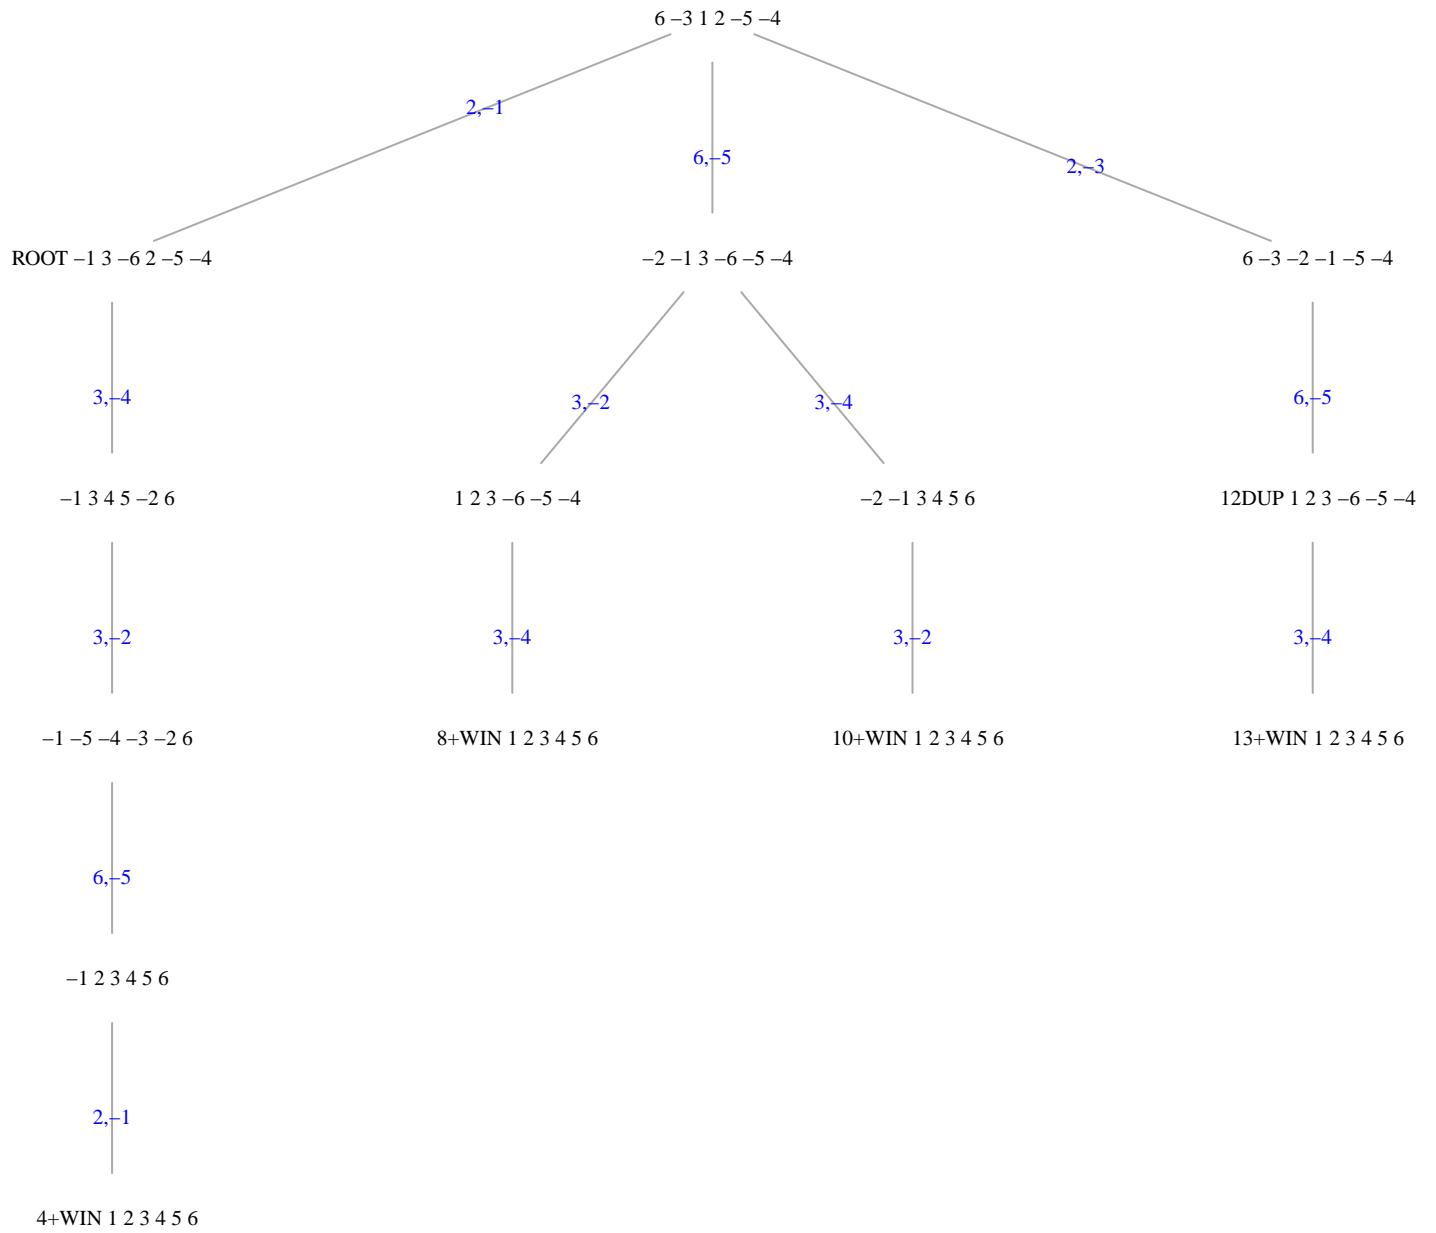 6 –3 1 2 –5 –4
2,–1
6,–5
2,–3
ROOT –1 3 –6 2 –5 –4
–2 –1 3 –6 –5 –4
6 –3 –2 –1 –5 –4
3,–4
3,–2
3,–4
6,–5
–1 3 4 5 –2 6
1 2 3 –6 –5 –4
–2 –1 3 4 5 6
12DUP 1 2 3 –6 –5 –4
3,–2
3,–4
3,–2
3,–4
–1 –5 –4 –3 –2 6
8+WIN 1 2 3 4 5 6
10+WIN 1 2 3 4 5 6
13+WIN 1 2 3 4 5 6
6,–5
–1 2 3 4 5 6
2,–1
4+WIN 1 2 3 4 5 6